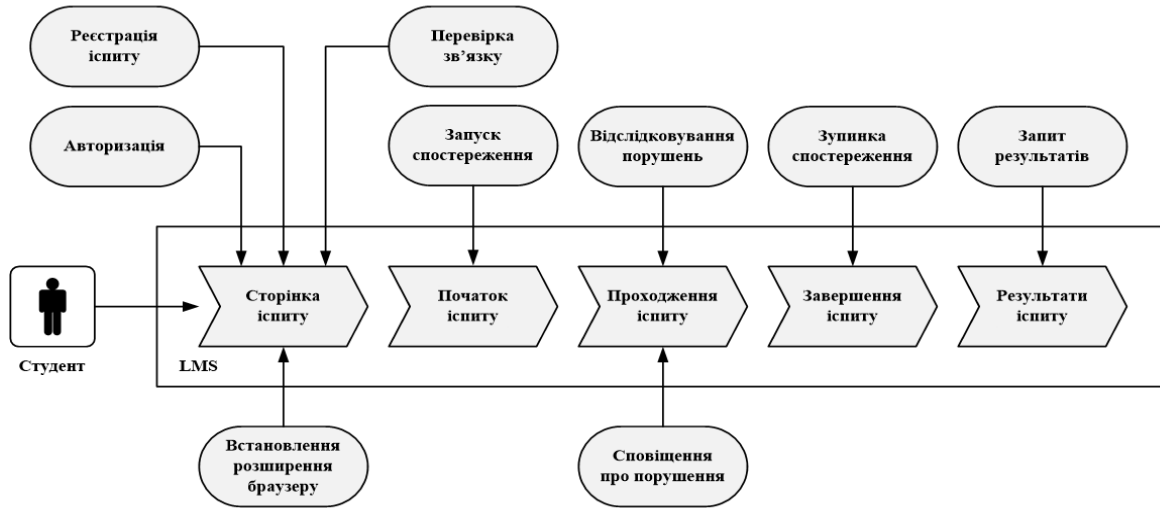 Реєстрація
іспиту
Перевірка
зв’язку
Авторизація
Запуск
спостереження
Відслідковування
порушень
Зупинка
спостереження
Запит
результатів
Сторінка
іспиту
Початок
іспиту
Проходження
іспиту
Завершення
іспиту
Результати
іспиту
Студент
LMS
Встановлення
розширення
браузеру
Сповіщення
про порушення